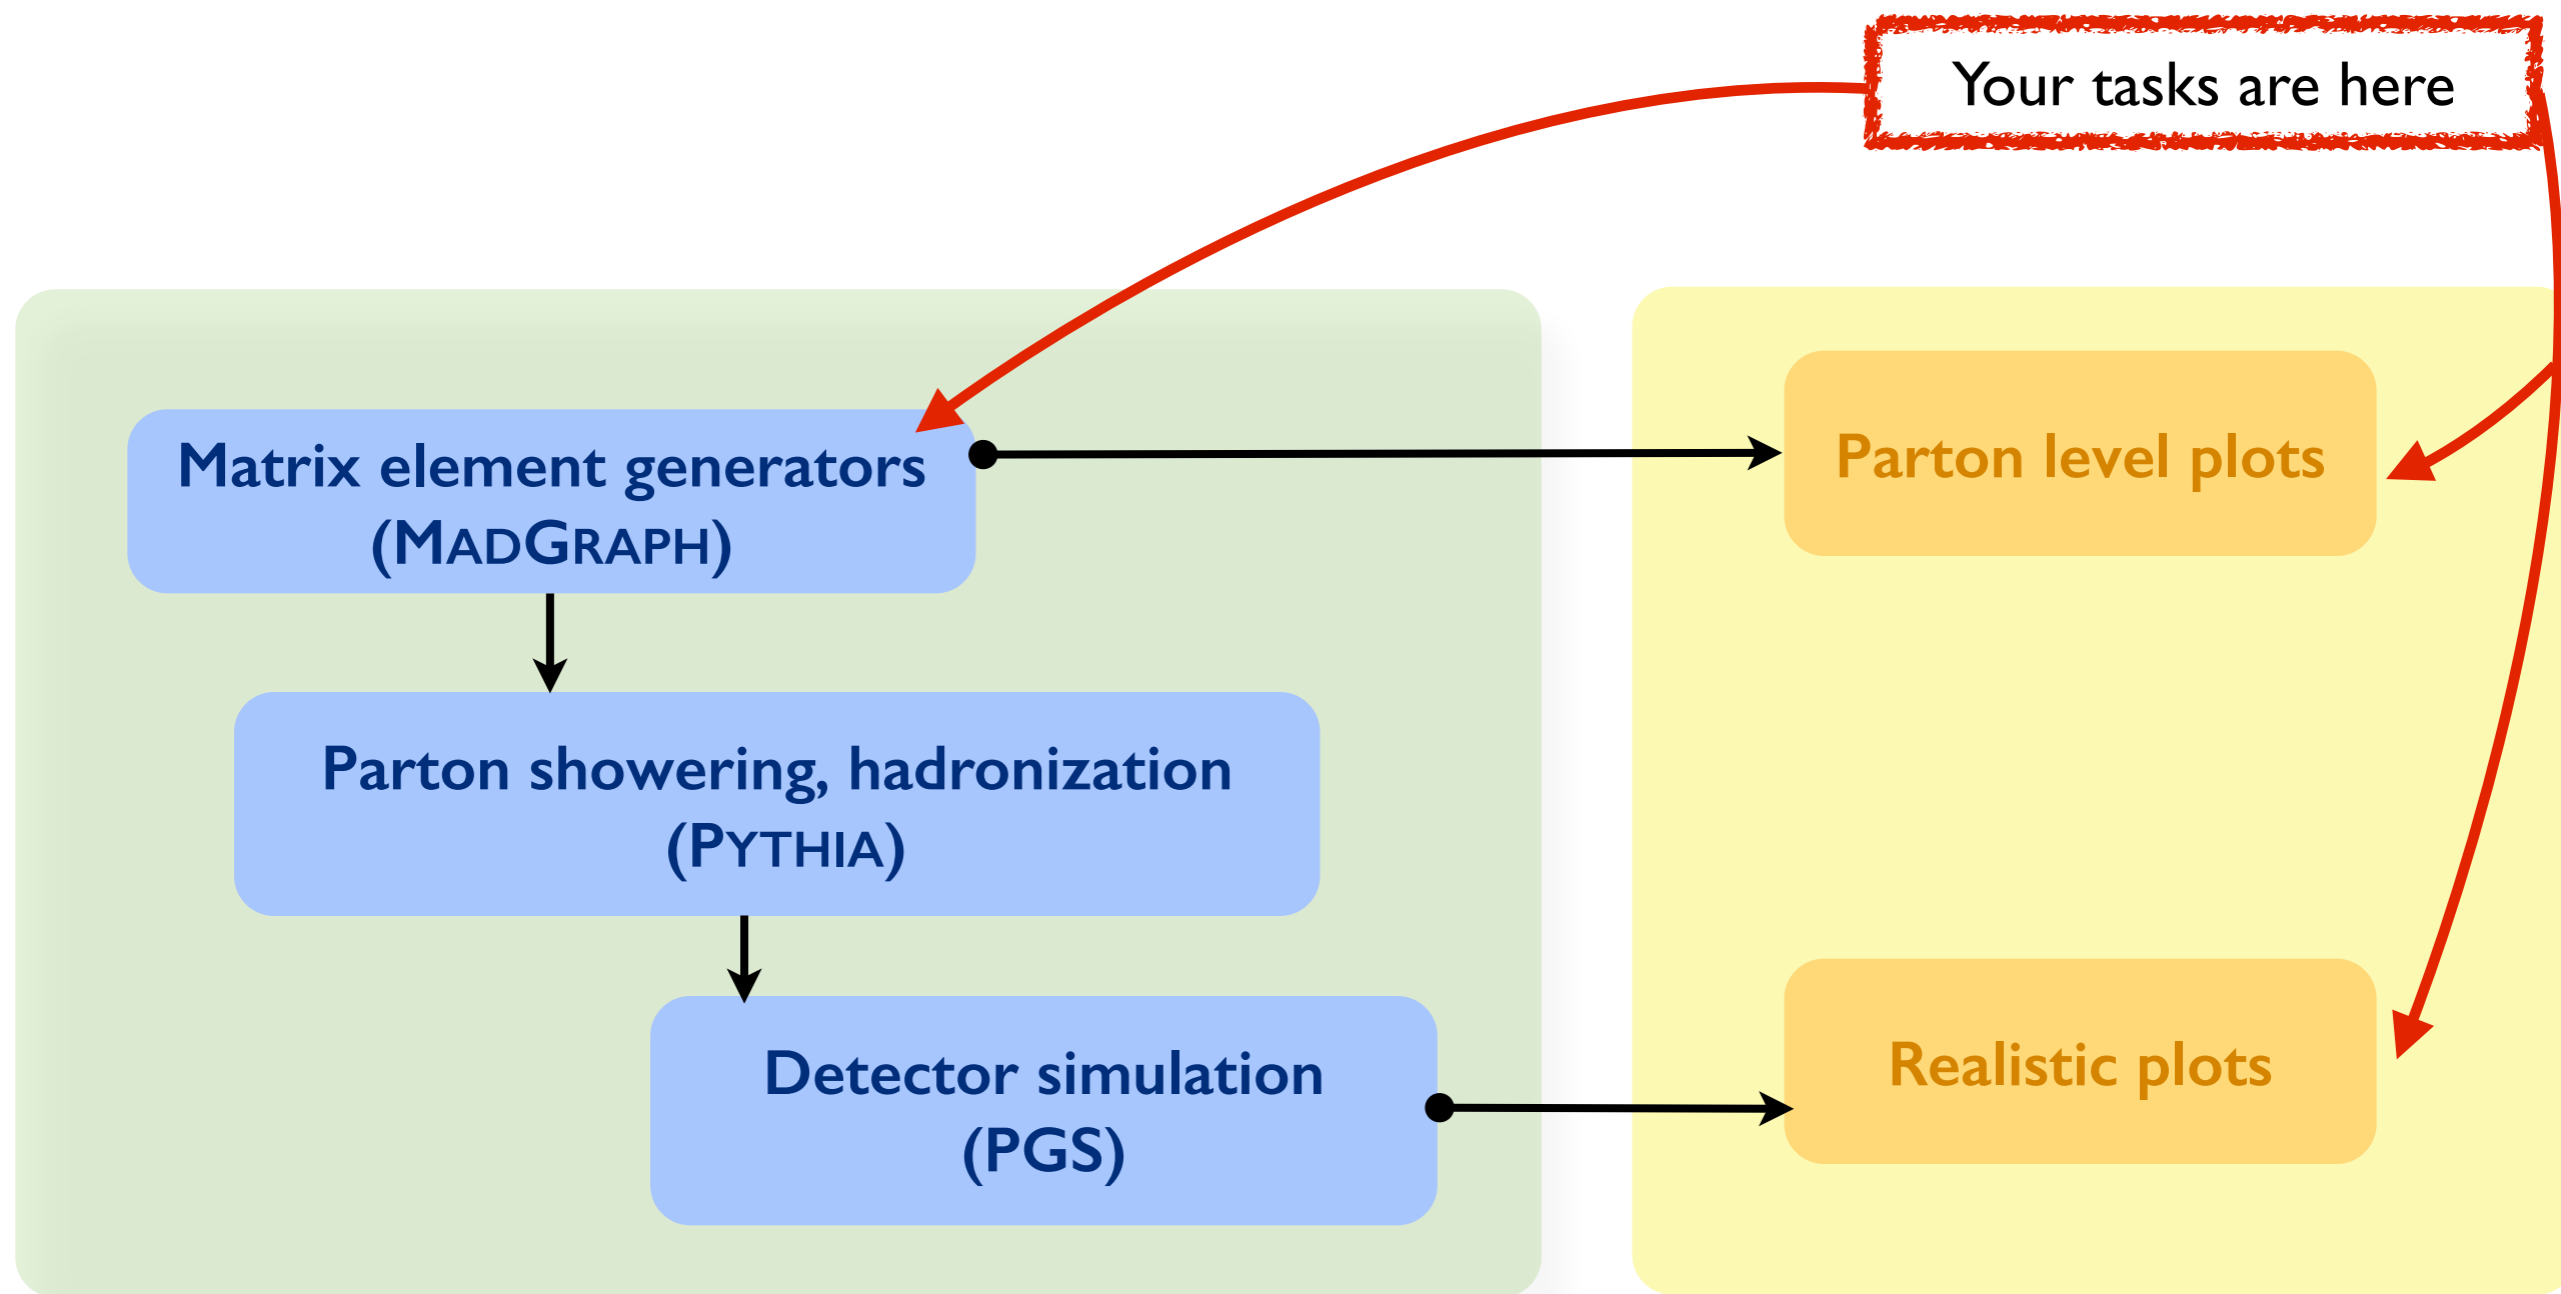 Your tasks are here
Matrix element generators
(MADGRAPH)
Parton level plots
Parton showering, hadronization
(PYTHIA)
Detector simulation
(PGS)
Realistic plots